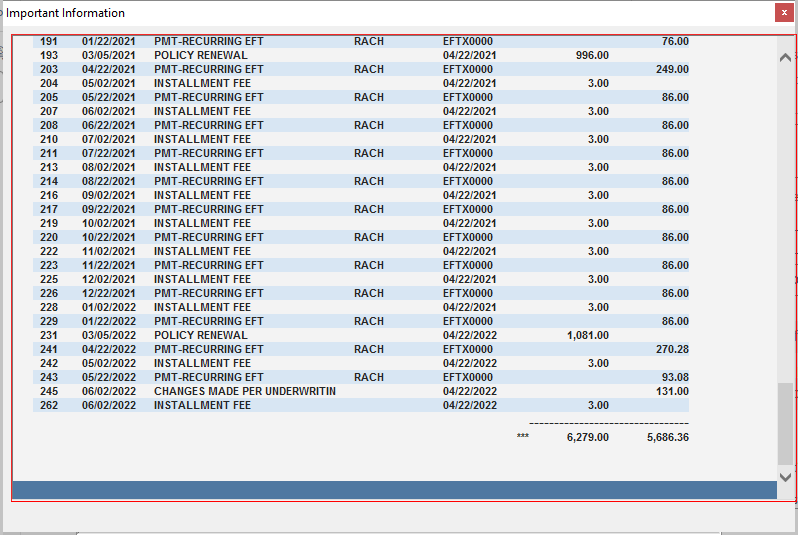 Important Information
191 01/22/2021 PMT-RECURRING EFT RACH EFTX0000 76.00
193 03/05/2021 POLICY RENEWAL 04/22/2021 996.00
203 04/22/2021 PMT-RECURRING EFT RACH EFTX0000 249.00
204 05/02/2021 INSTALLMENT FEE 04/22/2021 3.00
205 05/22/2021 PMT-RECURRING EFT RACH EFTX0000 86.00
207 06/02/2021 INSTALLMENT FEE 04/22/2021 3.00
208 06/22/2021 PMT-RECURRING EFT RACH EFTX0000 86.00
210 07/02/2021 INSTALLMENT FEE 04/22/2021 3.00
211 07/22/2021 PMT-RECURRING EFT RACH EFTX0000 86.00
213 08/02/2021 INSTALLMENT FEE 04/22/2021 3.00
214 08/22/2021 PMT-RECURRING EFT RACH EFTX0000 86.00
216 09/02/2021 INSTALLMENT FEE 04/22/2021 3.00
217 09/22/2021 PMT-RECURRING EFT RACH EFTX0000 86.00
219 10/02/2021 INSTALLMENT FEE 04/22/2021 3.00
220 10/22/2021 PMT-RECURRING EFT RACH EFTX0000 86.00
222 11/02/2021 INSTALLMENT FEE 04/22/2021 3.00
223 11/22/2021 PMT-RECURRING EFT RACH EFTX0000 86.00
225 12/02/2021 INSTALLMENT FEE 04/22/2021 3.00
226 12/22/2021 PMT-RECURRING EFT RACH EFTX0000 86.00
228 01/02/2022 INSTALLMENT FEE 04/22/2021 3.00
229 01/22/2022 PMT-RECURRING EFT RACH EFTX0000 86.00
231 03/05/2022 POLICY RENEWAL 04/22/2022 1,081.00
241 04/22/2022 PMT-RECURRING EFT RACH EFTX0000 270.28
242 05/02/2022 INSTALLMENT FEE 04/22/2022 3.00
243 05/22/2022 PMT-RECURRING EFT RACH EFTX0000 93.08
245 06/02/2022 CHANGES MADE PER UNDERWRITIN 04/22/2022 131.00
262 06/02/2022 INSTALLMENT FEE 04/22/2022 3.00
--------------------------------
*** 6,279.00 5,686.36